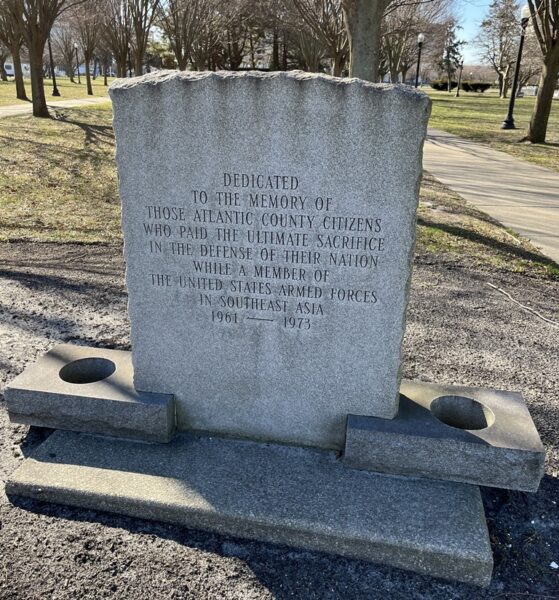 DEDICATED
TO THE MEMORY OF
THOSE ATLANTIC COUNTY CITIZENS
WHO PAID THE ULTIMATE SACRIFICE
IN THE DEFENSE OF THEIR NATION
WHILE A MEMBER OF
THE UNITED STATES ARMED FORCES
IN SOUTHEAST ASIA
1961 — 1973